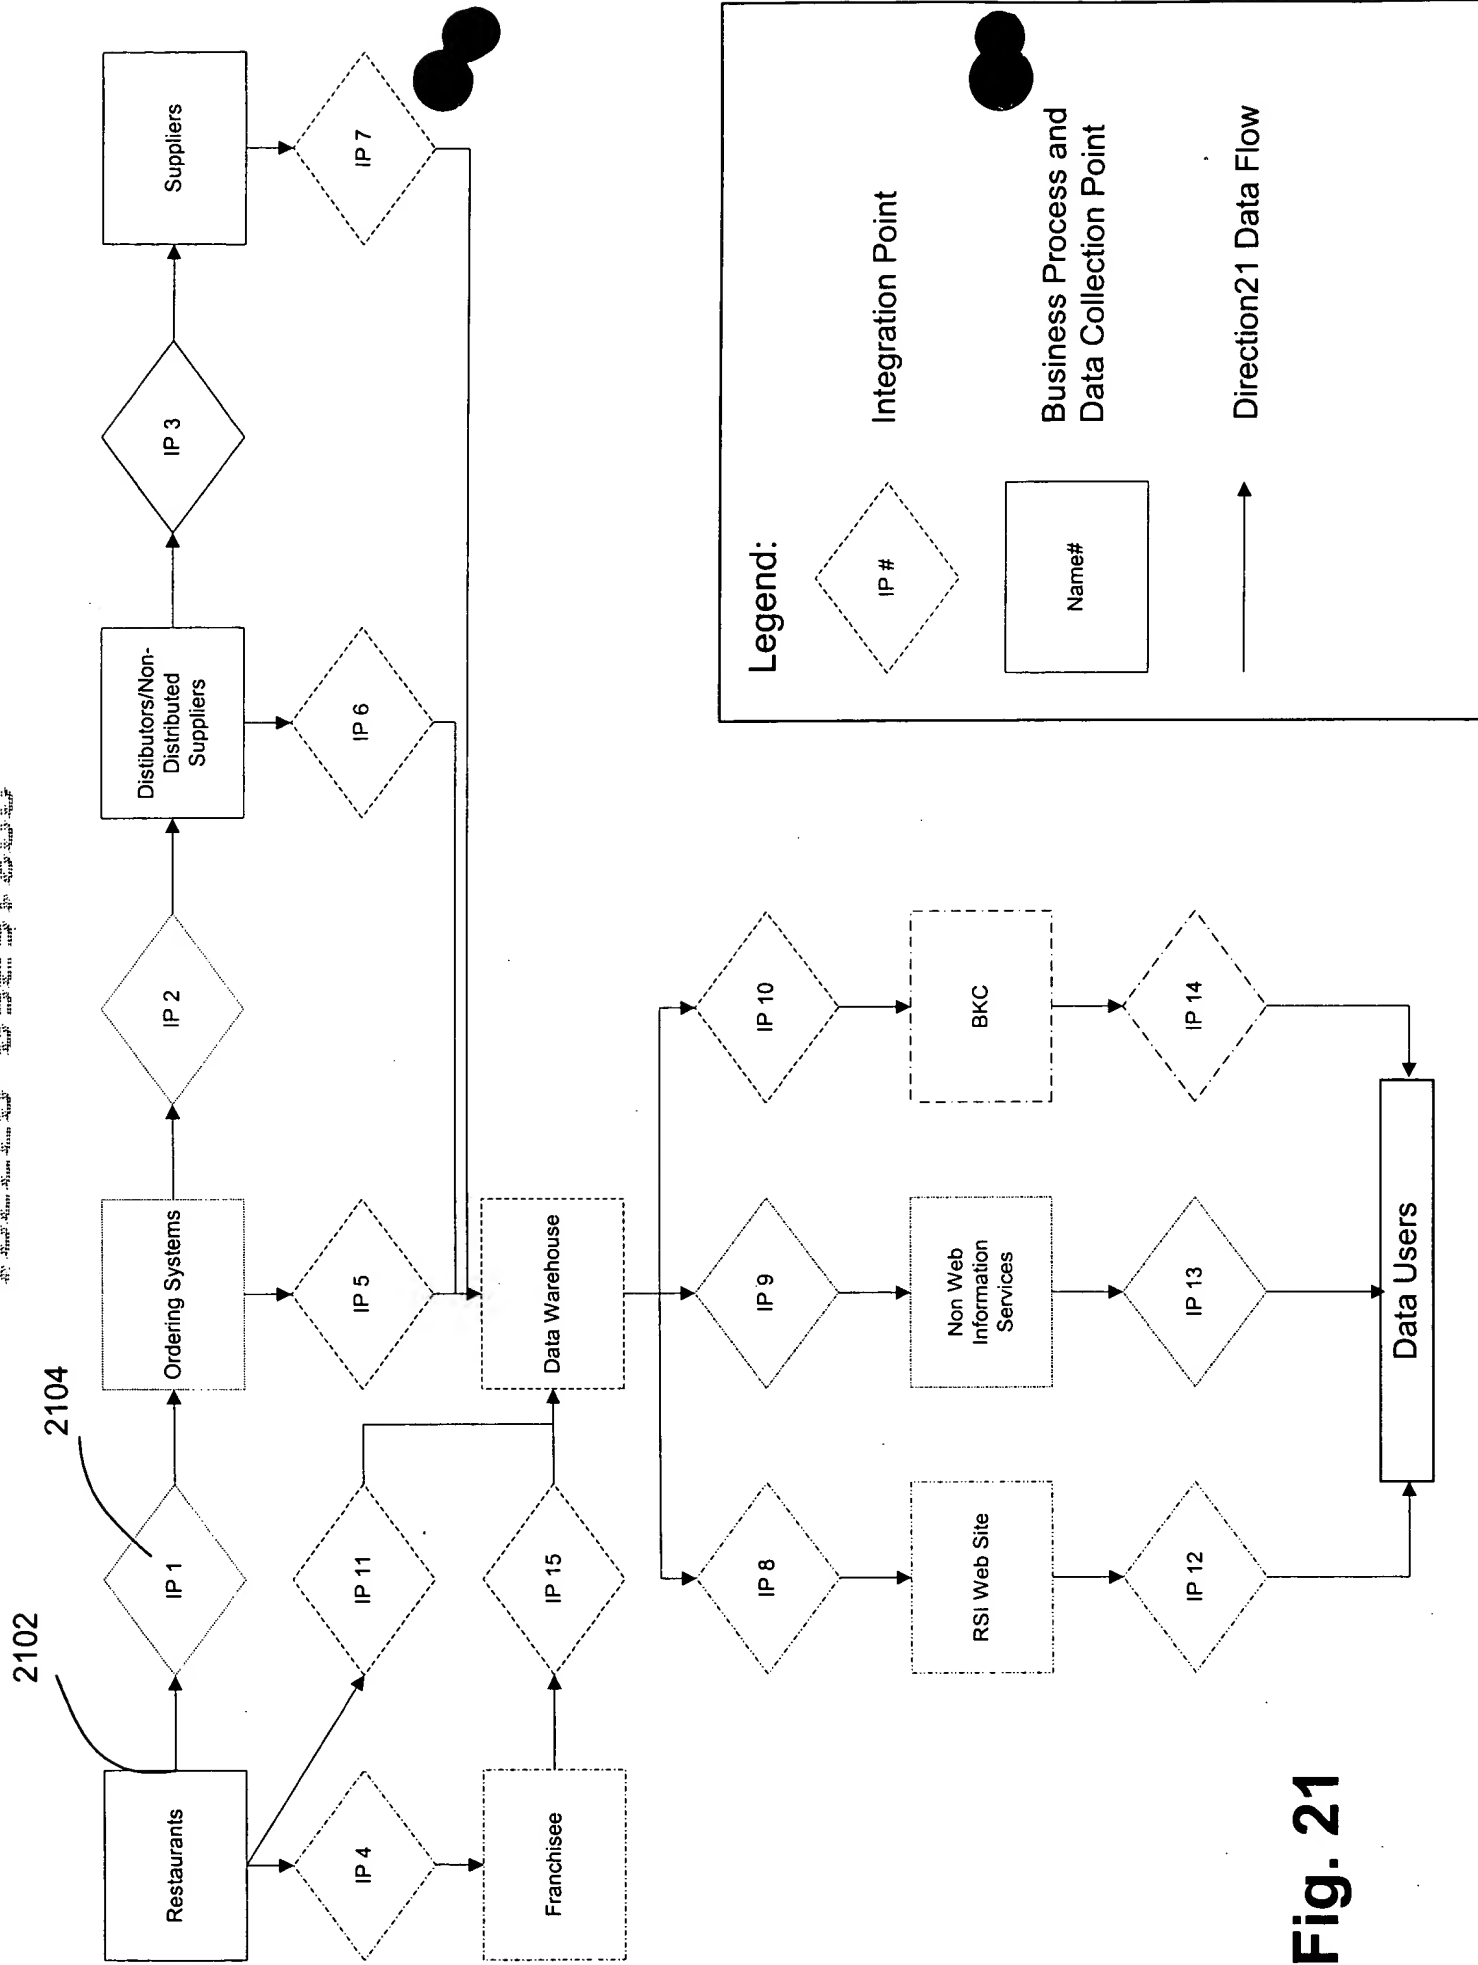 2102
2104
Restaurants
IP 1
Ordering Systems
IP 2
Distibutors/Non-
Distributed
Suppliers
IP 3
Suppliers
IP 4
IP 11
IP 5
IP 6
IP 7
Franchisee
IP 15
Data Warehouse
IP 8
IP 9
IP 10
RSI Web Site
Non Web
Information
Services
BKC
IP 12
IP 13
IP 14
Data Users
Legend:
IP #
Integration Point
Name#
Business Process and
Data Collection Point
Direction21 Data Flow
Fig. 21